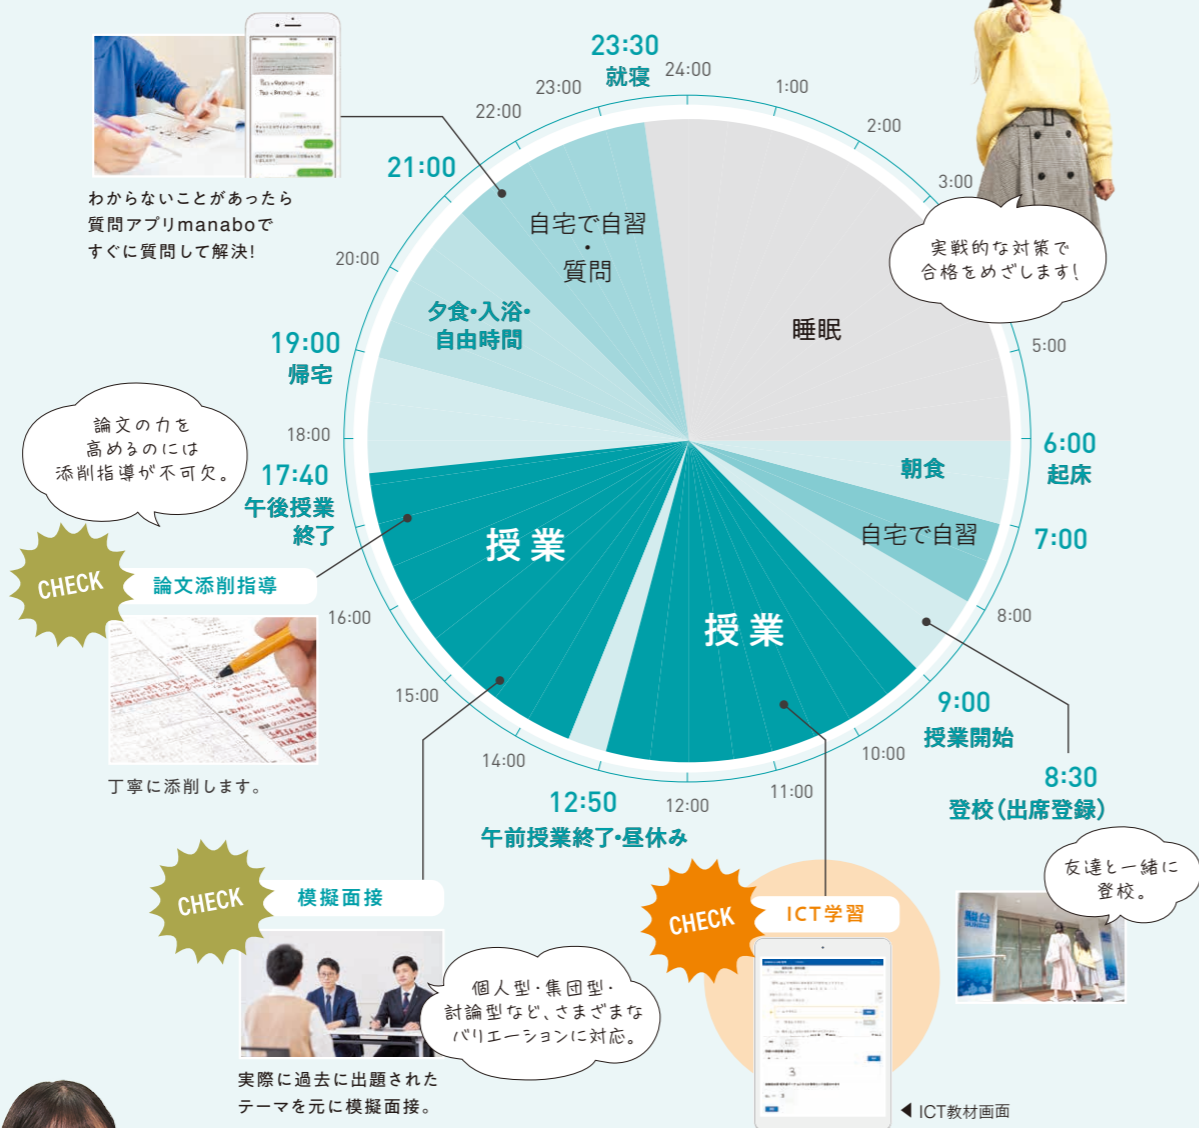 23:30
就寝
24:00
1:00
2:00
3:00
5:00
6:00
起床
7:00
8:00
8:30
登校(出席登録)
9:00
授業開始
10:00
11:00
12:00
12:50
午前授業終了・昼休み
14:00
15:00
16:00
17:40
午後授業
終了
18:00
19:00
帰宅
20:00
21:00
22:00
23:00
睡眠
朝食
自宅で自習
授業
授業
夕食・入浴・
自由時間
自宅で自習
・
質問
わからないことがあったら
質問アプリmanaboで
すぐに質問して解決!
実戦的な対策で
合格をめざします!
論文の力を
高めるのには
添削指導が不可欠。
CHECK
論文添削指導
丁寧に添削します。
CHECK
模擬面接
個人型・集団型・
討論型など、さまざまな
バリエーションに対応。
実際に過去に出題された
テーマを元に模擬面接。
CHECK
ICT学習
3
◀ ICT教材画面
友達と一緒に
登校。
駿台